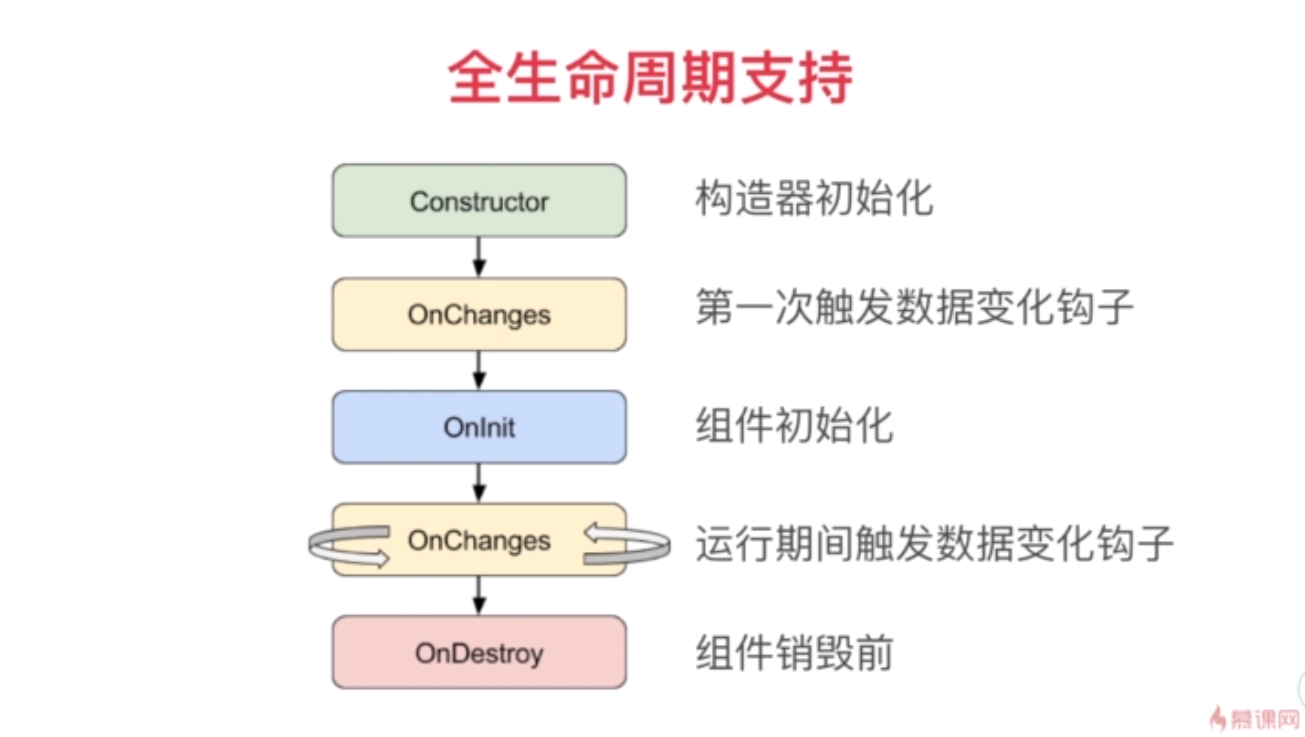 全生命周期支持
Constructor 构造器初始化
OnChanges 第一次触发数据变化钩子
OnInit 组件初始化
OnChanges 运行期间触发数据变化钩子
OnDestroy 组件销毁前
慕课网